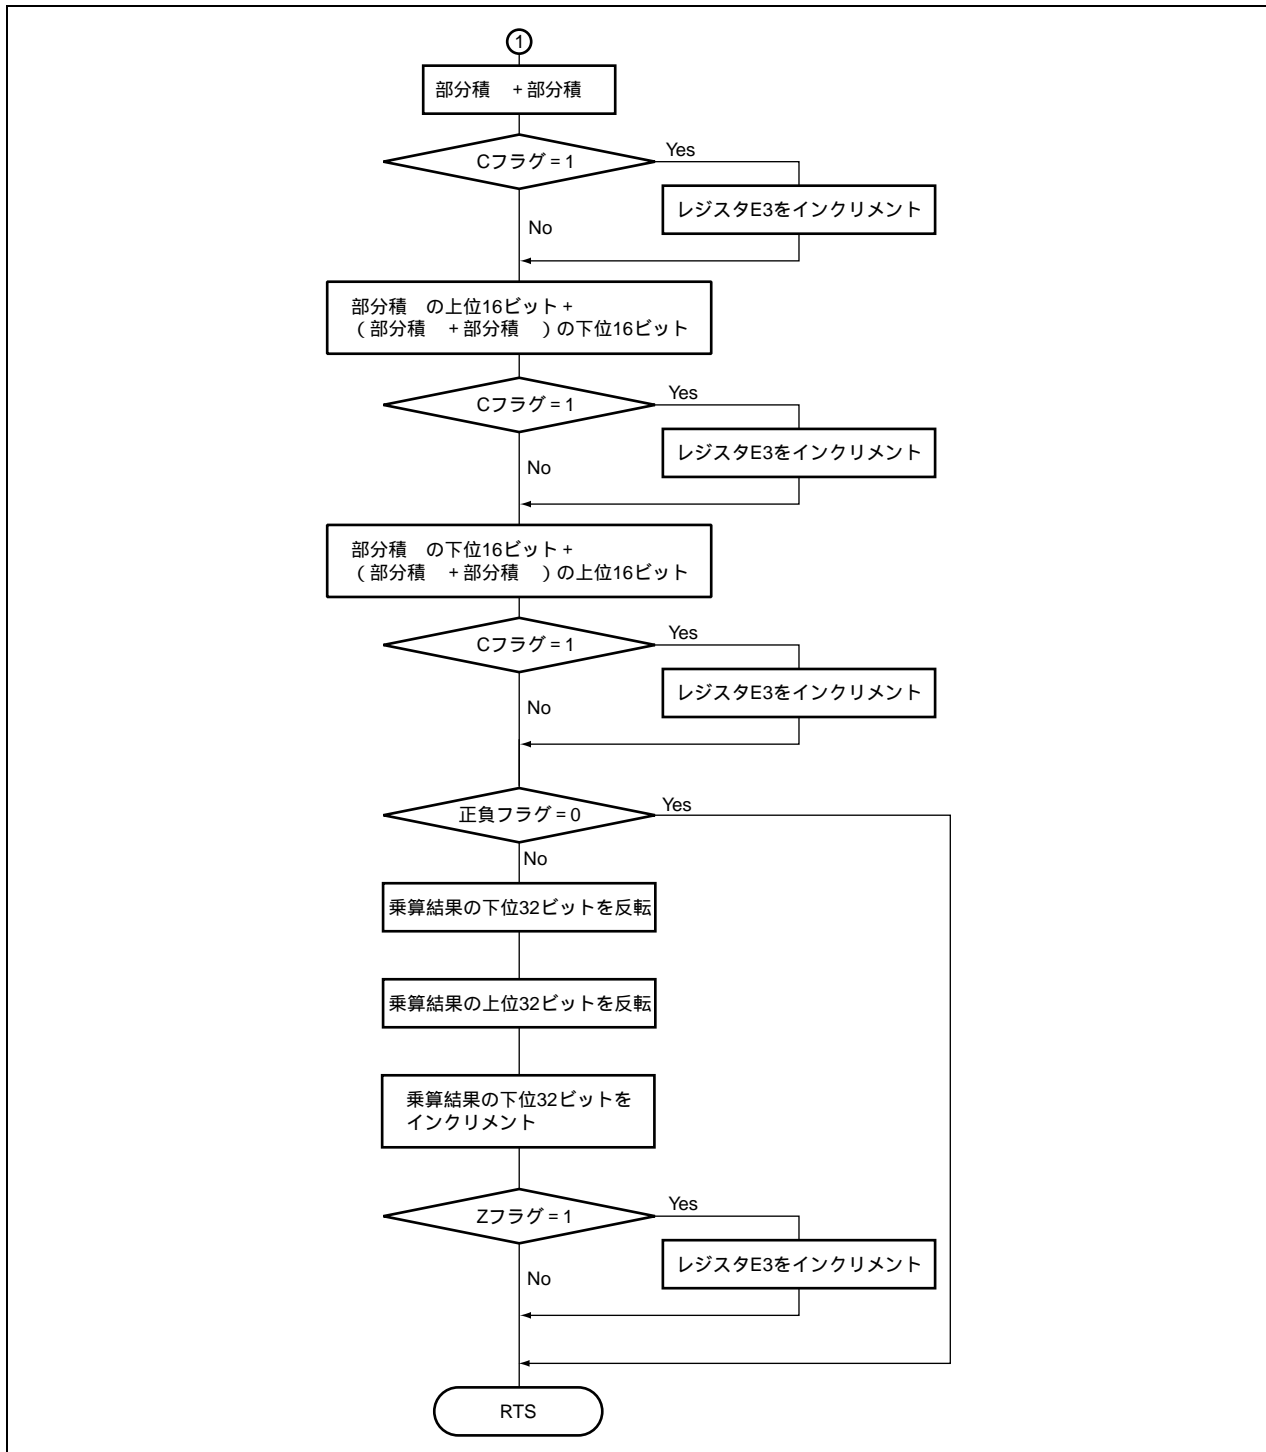 1
部分積　+ 部分積
Cフラグ = 1
Yes
レジスタE3をインクリメント
No
部分積　の上位16ビット +
(部分積　+ 部分積　)の下位16ビット
Cフラグ = 1
Yes
レジスタE3をインクリメント
No
部分積　の下位16ビット +
(部分積　+ 部分積　)の上位16ビット
Cフラグ = 1
Yes
レジスタE3をインクリメント
No
正負フラグ = 0
Yes
No
乗算結果の下位32ビットを反転
乗算結果の上位32ビットを反転
乗算結果の下位32ビットを
インクリメント
Zフラグ = 1
Yes
レジスタE3をインクリメント
No
RTS